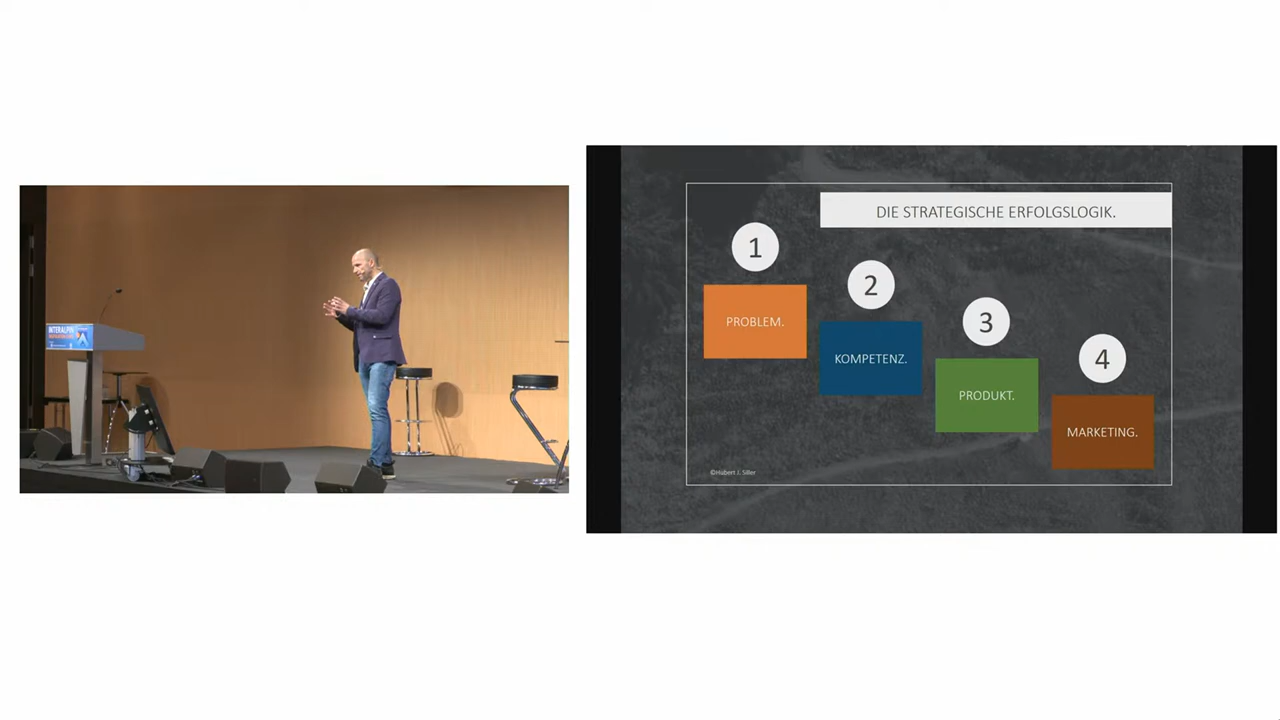 INTERALPIN
DIE STRATEGISCHE ERFOLGSLOGIK.
1
PROBLEM.
2
KOMPETENZ.
3
PRODUKT.
4
MARKETING.
©Hubert J. Siller